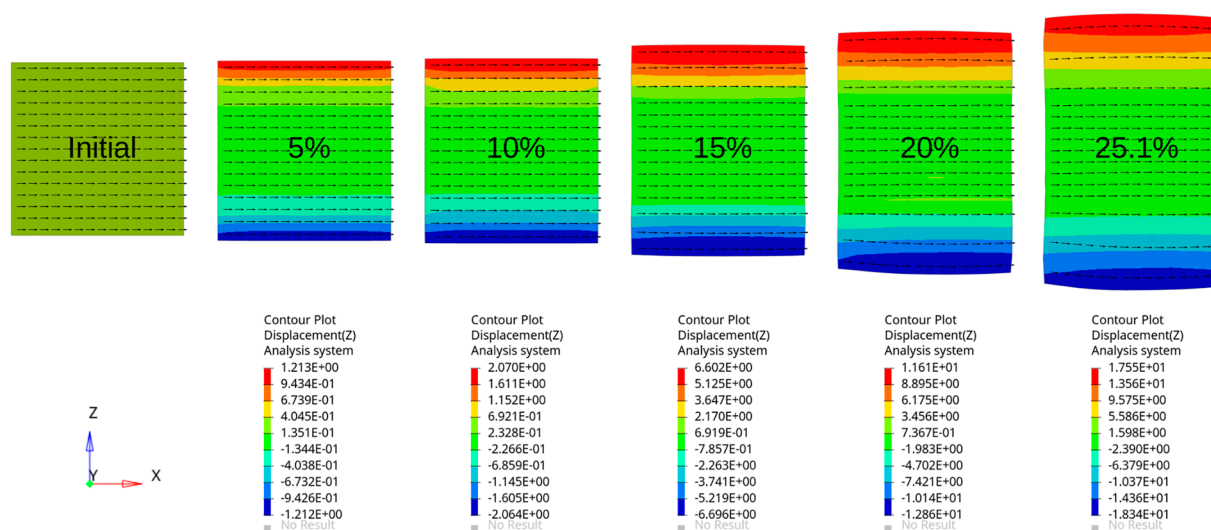 Initial
5%
10%
15%
20%
25.1%
Contour Plot
Displacement(Z)
Analysis system
1.213E+00
9.434E-01
6.739E-01
4.045E-01
1.351E-01
-1.344E-01
-4.038E-01
-6.732E-01
-9.426E-01
-1.212E+00
No Result
Contour Plot
Displacement(Z)
Analysis system
2.070E+00
1.611E+00
1.152E+00
6.921E-01
2.328E-01
-2.266E-01
-6.859E-01
-1.145E+00
-1.605E+00
-2.064E+00
No Result
Contour Plot
Displacement(Z)
Analysis system
6.602E+00
5.125E+00
3.647E+00
2.170E+00
6.919E-01
-7.857E-01
-2.263E+00
-3.741E+00
-5.219E+00
-6.696E+00
No Result
Contour Plot
Displacement(Z)
Analysis system
1.161E+01
8.895E+00
6.175E+00
3.456E+00
7.367E-01
-1.983E+00
-4.702E+00
-7.421E+00
-1.014E+01
-1.286E+01
No Result
Contour Plot
Displacement(Z)
Analysis system
1.755E+01
1.356E+01
9.575E+00
5.586E+00
1.598E+00
-2.390E+00
-6.379E+00
-1.037E+01
-1.436E+01
-1.834E+01
No Result
Z
Y
X